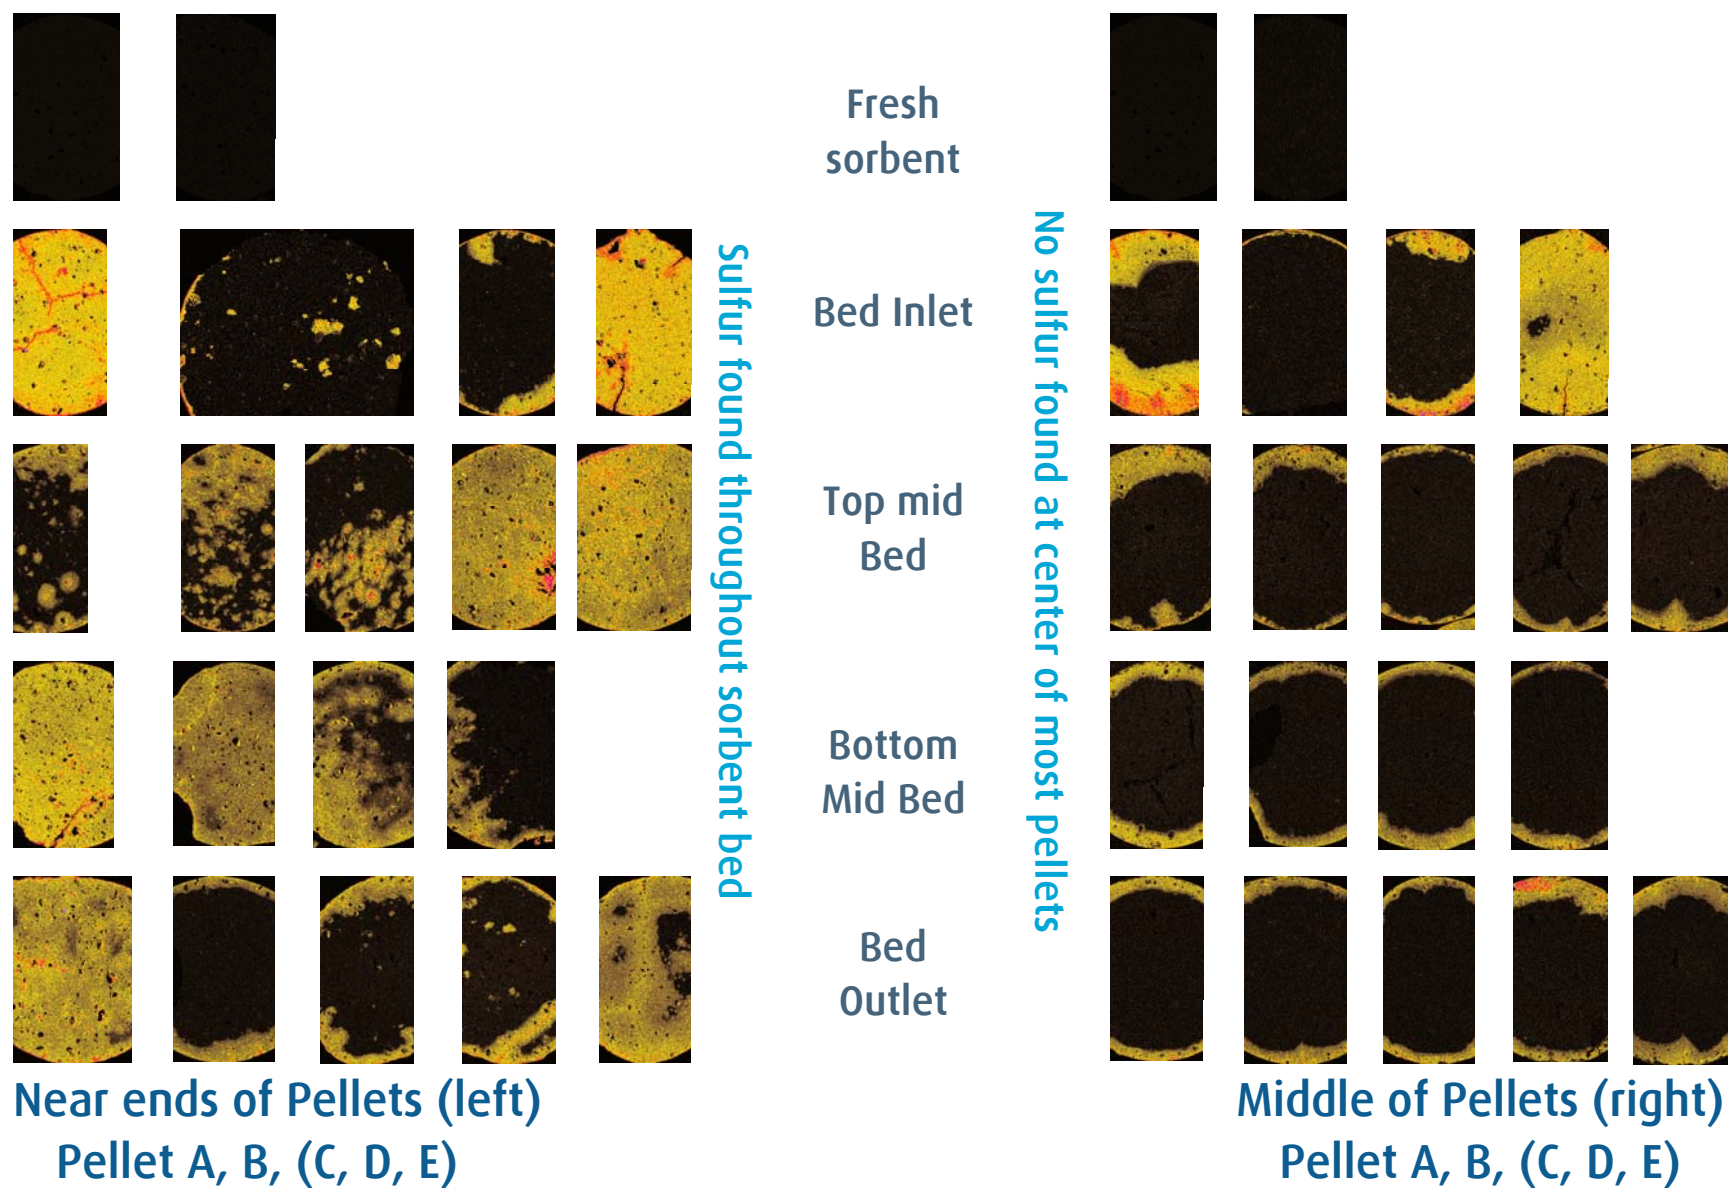 Fresh
sorbent
Bed Inlet
Top mid
Bed
Bottom
Mid Bed
Bed
Outlet
Sulfur found throughout sorbent bed
No sulfur found at center of most pellets
Near ends of Pellets (left)
Pellet A, B, (C, D, E)
Middle of Pellets (right)
Pellet A, B, (C, D, E)